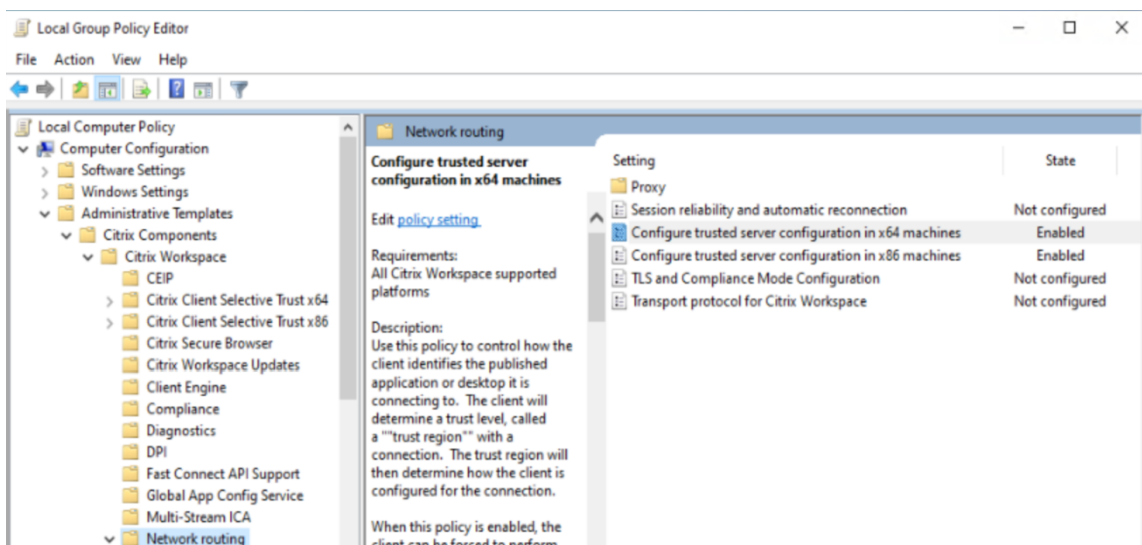 Local Group Policy Editor
File Action View Help
Local Computer Policy
Computer Configuration
Software Settings
Windows Settings
Administrative Templates
Citrix Components
Citrix Workspace
CEIP
Citrix Client Selective Trust x64
Citrix Client Selective Trust x86
Citrix Secure Browser
Citrix Workspace Updates
Client Engine
Compliance
Diagnostics
DPI
Fast Connect API Support
Global App Config Service
Multi-Stream ICA
Network routing
Network routing
Configure trusted server
configuration in x64 machines
Edit policy setting
Requirements:
All Citrix Workspace supported
platforms
Description:
Use this policy to control how the
client identifies the published
application or desktop it is
connecting to. The client will
determine a trust level, called
a ""trust region"" with a
connection. The trust region will
then determine how the client is
configured for the connection.
When this policy is enabled, the
client can be forced to perform
Setting State
Proxy
Session reliability and automatic reconnection Not configured
Configure trusted server configuration in x64 machines Enabled
Configure trusted server configuration in x86 machines Enabled
TLS and Compliance Mode Configuration Not configured
Transport protocol for Citrix Workspace Not configured